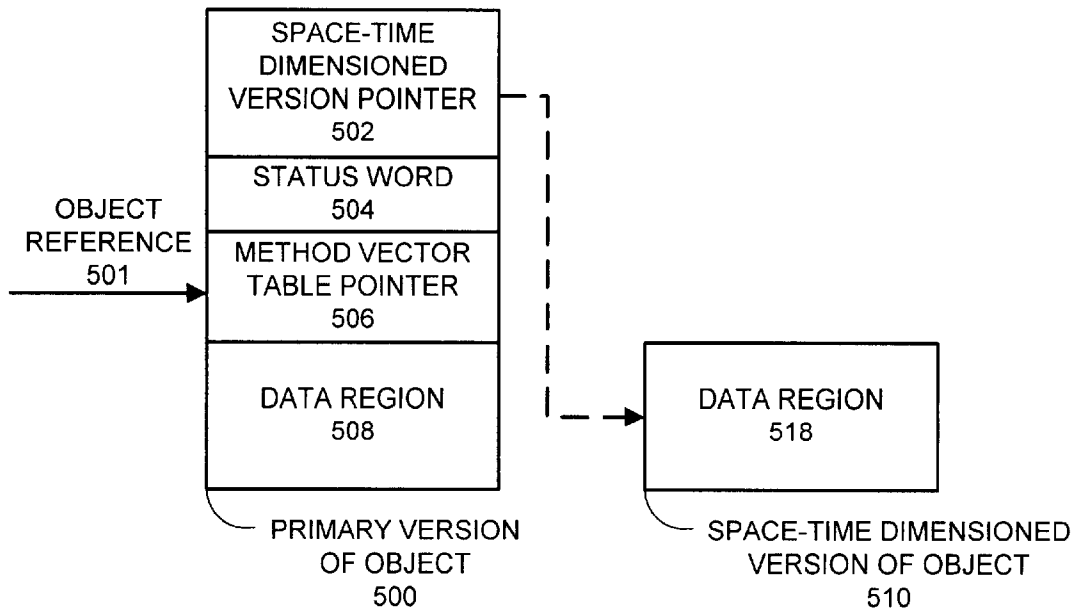 SPACE-TIME
DIMENSIONED
VERSION POINTER
502
STATUS WORD
504
OBJECT
REFERENCE
501
METHOD VECTOR
TABLE POINTER
506
DATA REGION
508
DATA REGION
518
PRIMARY VERSION
OF OBJECT
500
SPACE-TIME DIMENSIONED
VERSION OF OBJECT
510